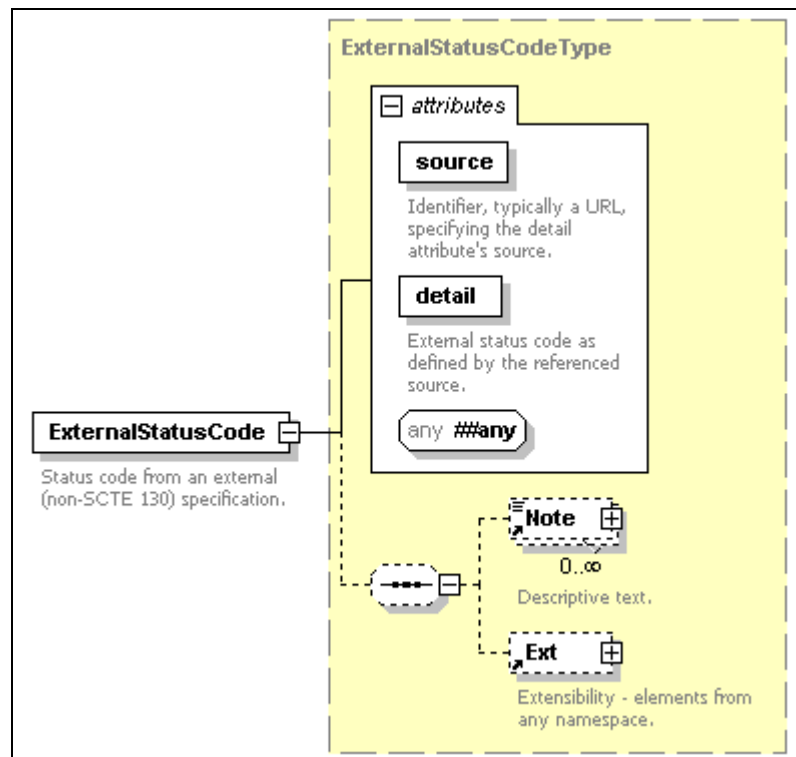 ExternalStatusCodeType
attributes
source
Identifier, typically a URL,
specifying the detail
attribute's source.
detail
External status code as
defined by the referenced
source.
any ##any
ExternalStatusCode
Status code from an external
(non-SCTE 130) specification.
Note
0..∞
Descriptive text.
Ext
Extensibility - elements from
any namespace.